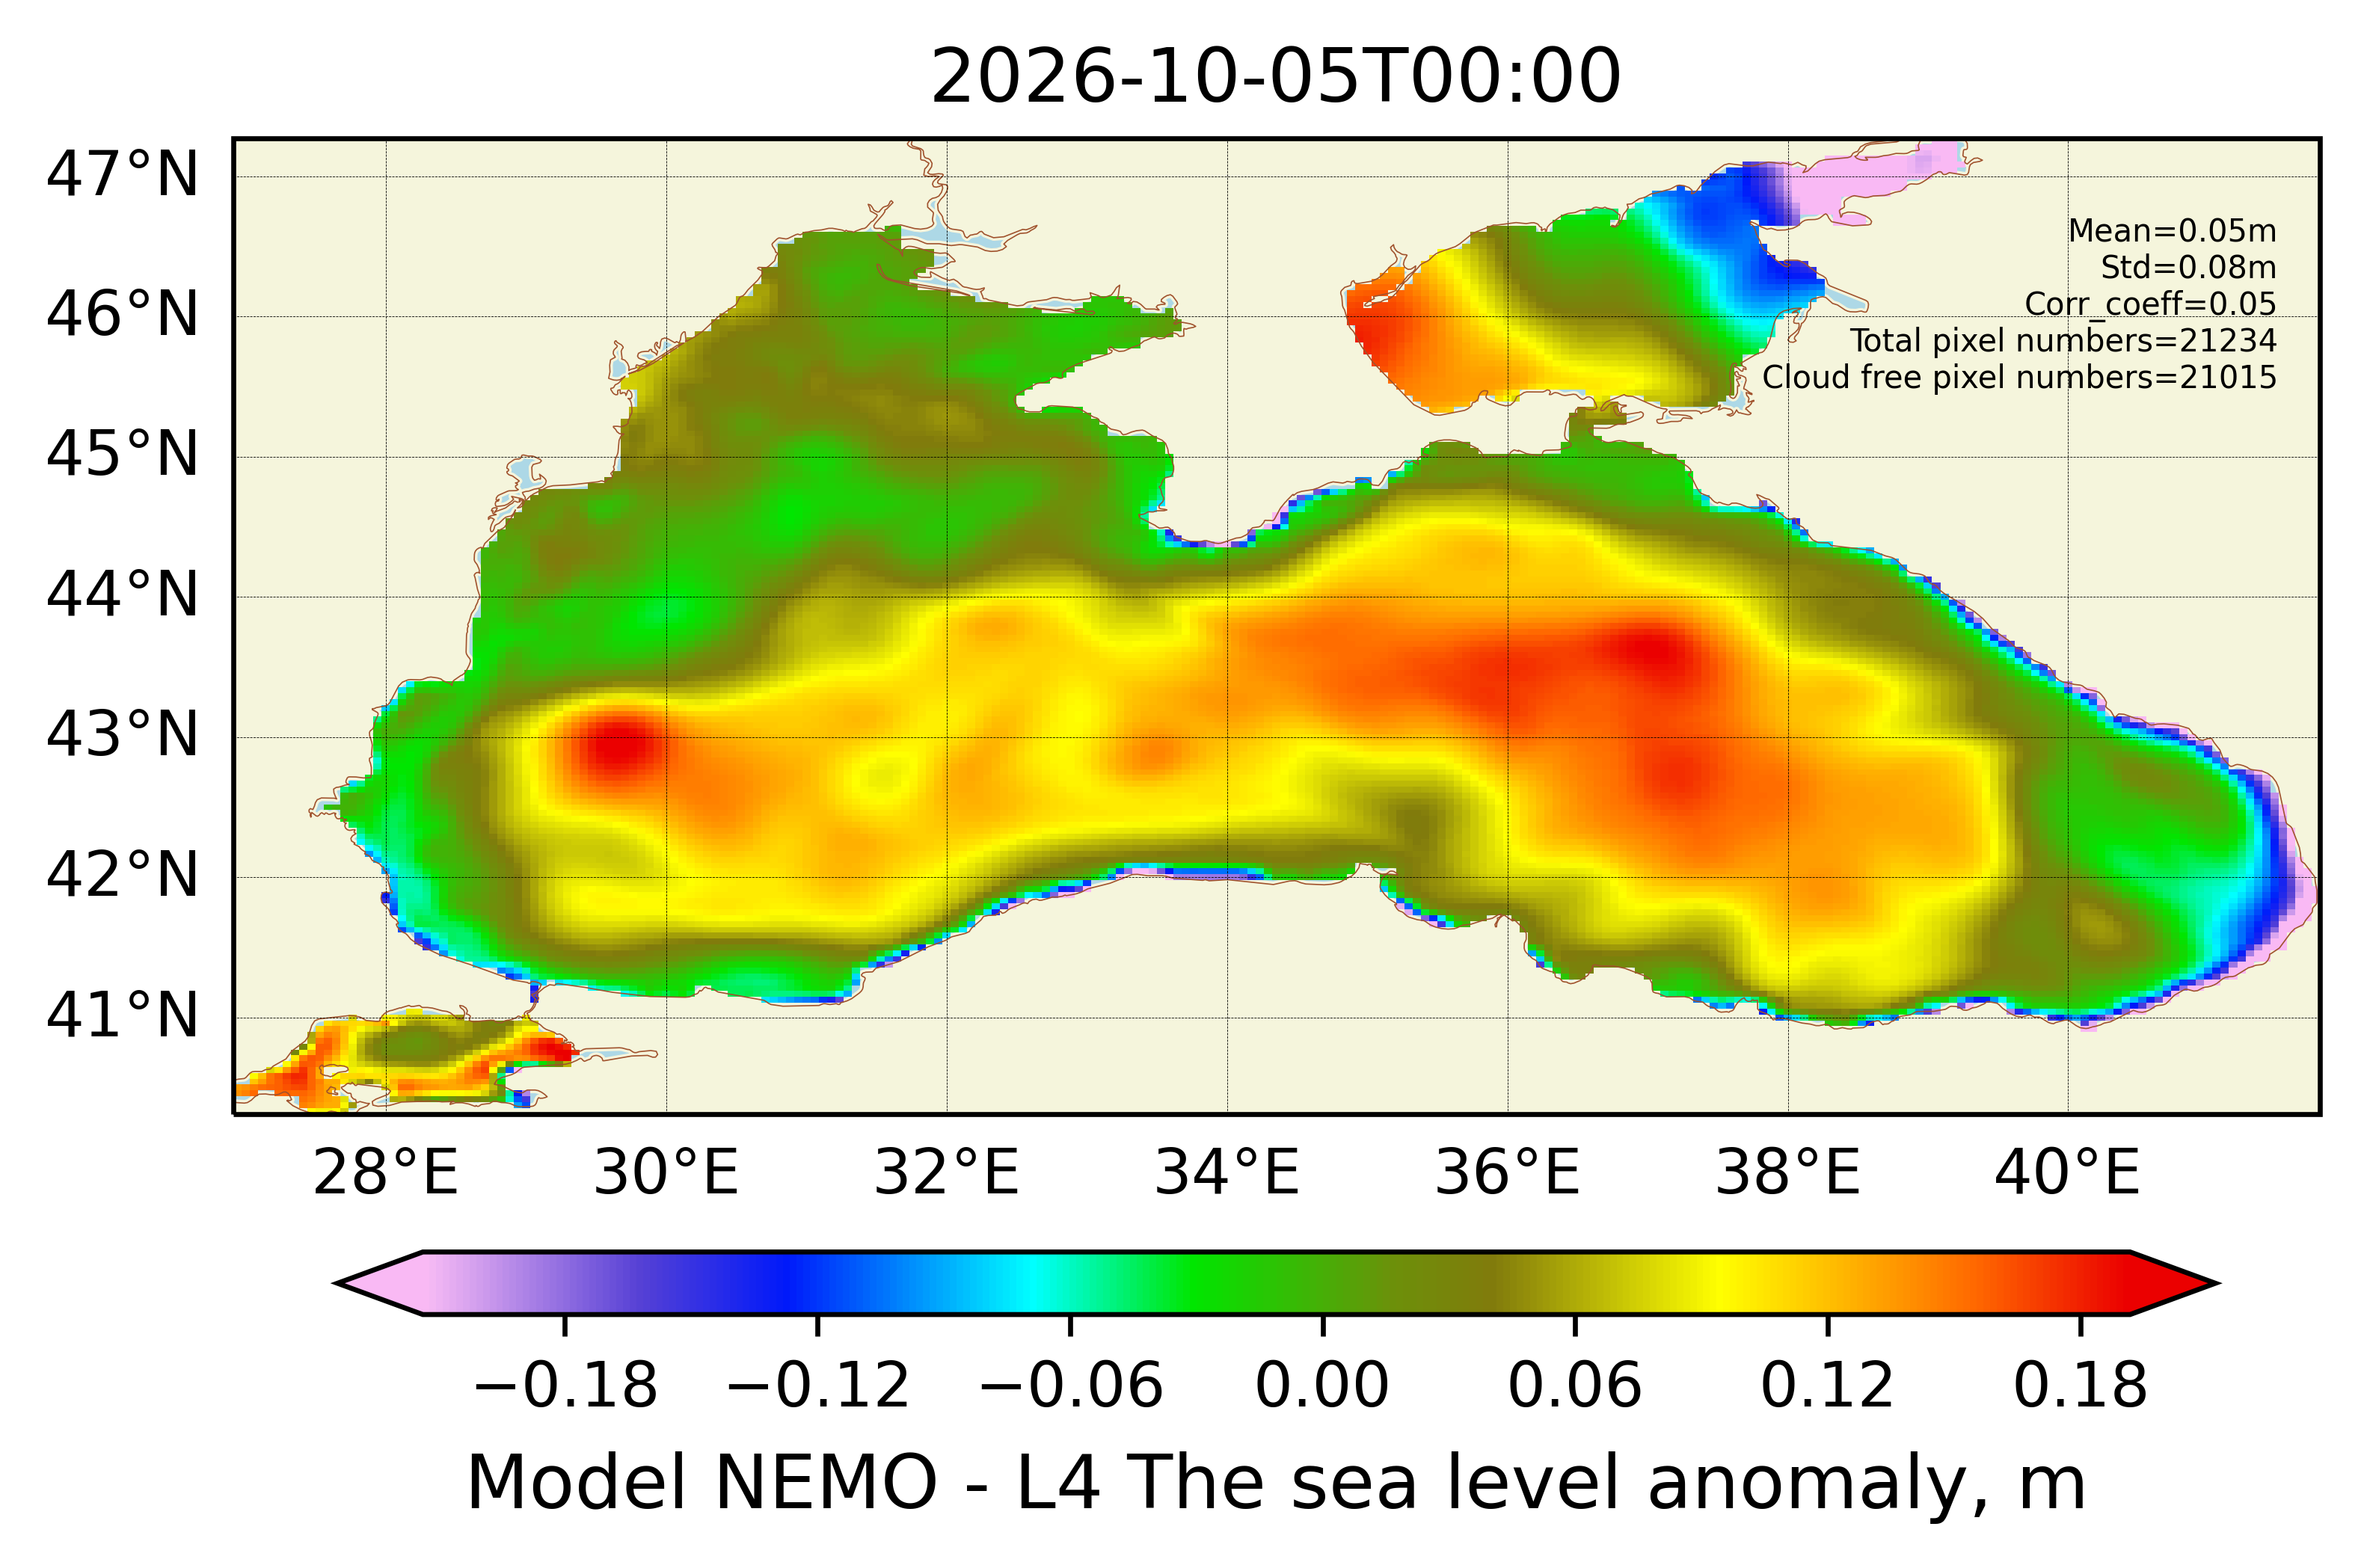 2026-10-05T00:00
47°N
46°N
45°N
44°N
43°N
42°N
41°N
Mean=0.05m
Std=0.08m
Corr_coeff=0.05
Total pixel numbers=21234
Cloud free pixel numbers=21015
28°E 30°E 32°E 34°E 36°E 38°E 40°E
−0.18 −0.12 −0.06 0.00 0.06 0.12 0.18
Model NEMO - L4 The sea level anomaly, m